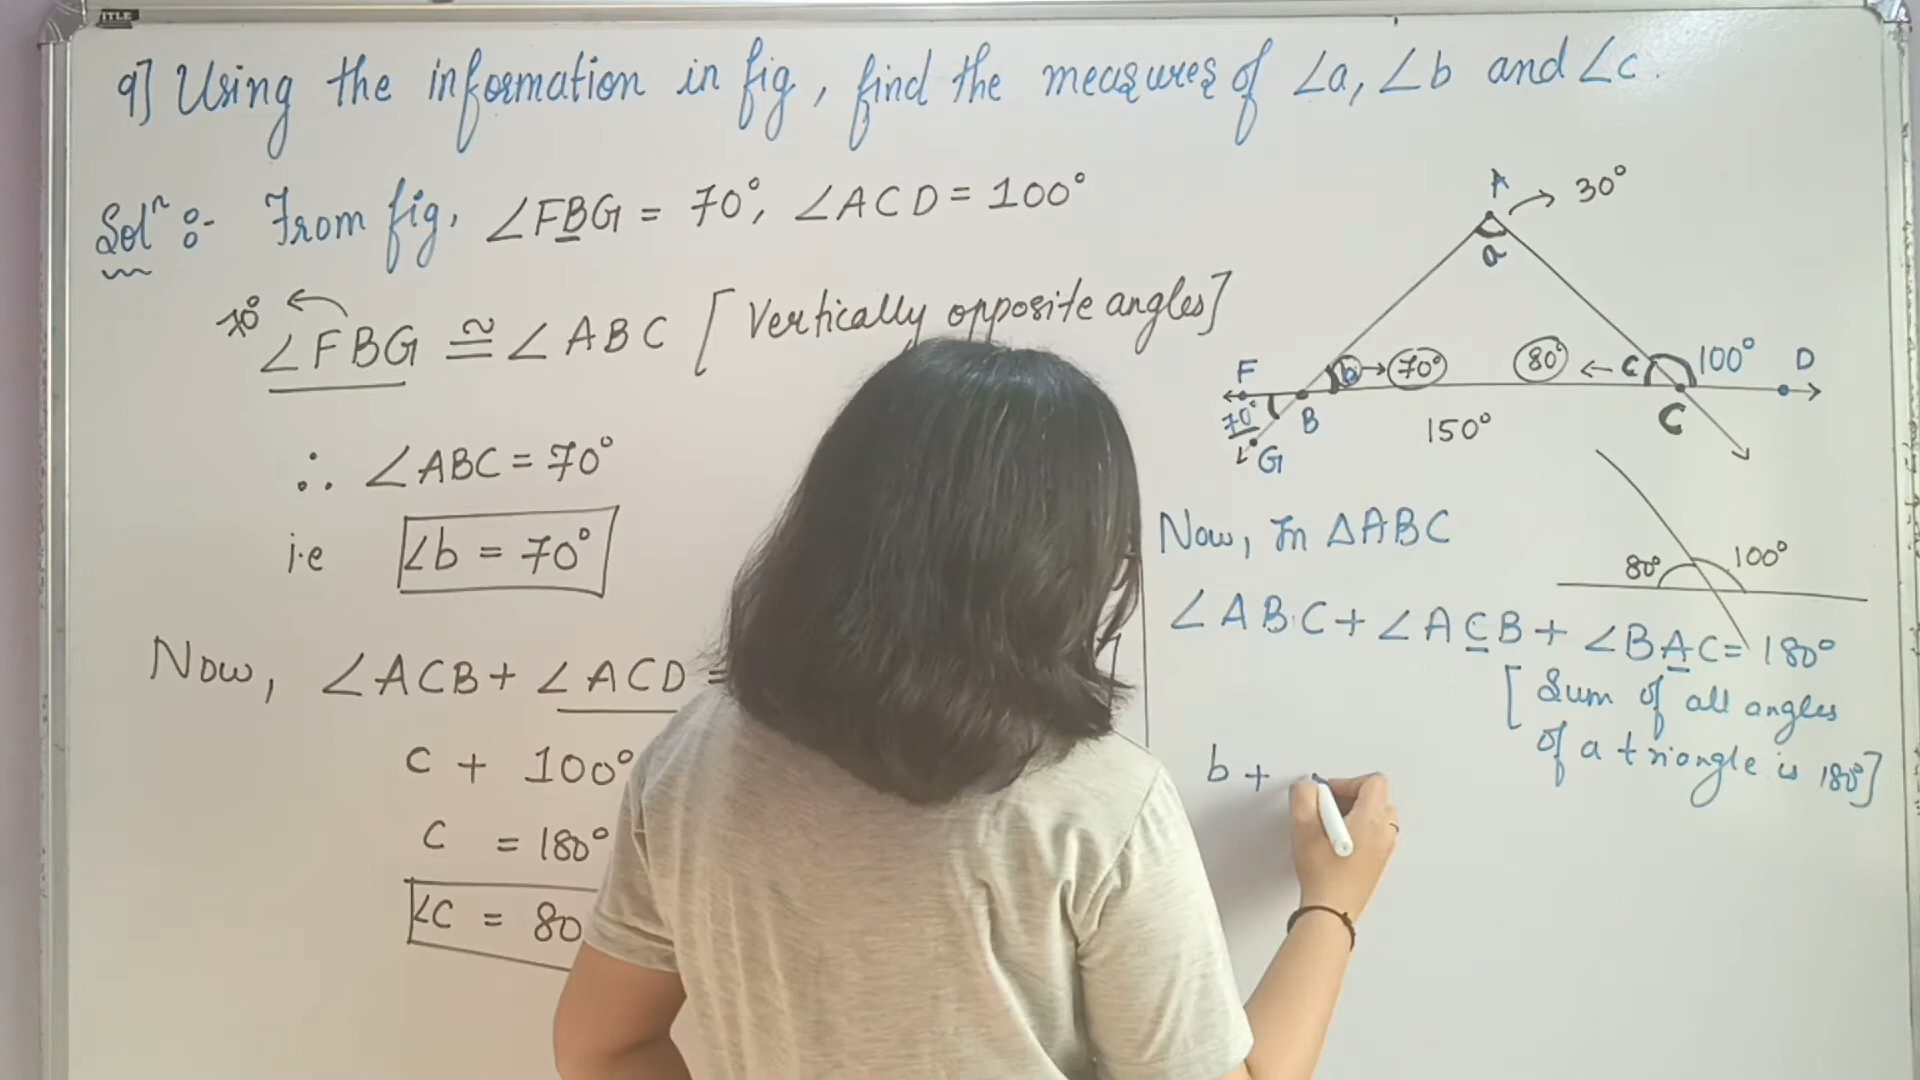 ITLE
9] Using the information in fig, find the measures of ∠a, ∠b and ∠c.
Solⁿ :- From fig, ∠FBG = 70°, ∠ACD = 100°
70°
∠FBG ≅ ∠ABC [Vertically opposite angles]
∴ ∠ABC = 70°
i.e ∠b = 70°
Now, ∠ACB + ∠ACD =
c + 100°
c = 180°
∠c = 80
A → 30°
a
F b → 70° 80° ← c 100° D
70° B 150° C
G
Now, In ΔABC
80° 100°
∠ABC + ∠ACB + ∠BAC = 180°
[Sum of all angles
of a triangle is 180°]
b +